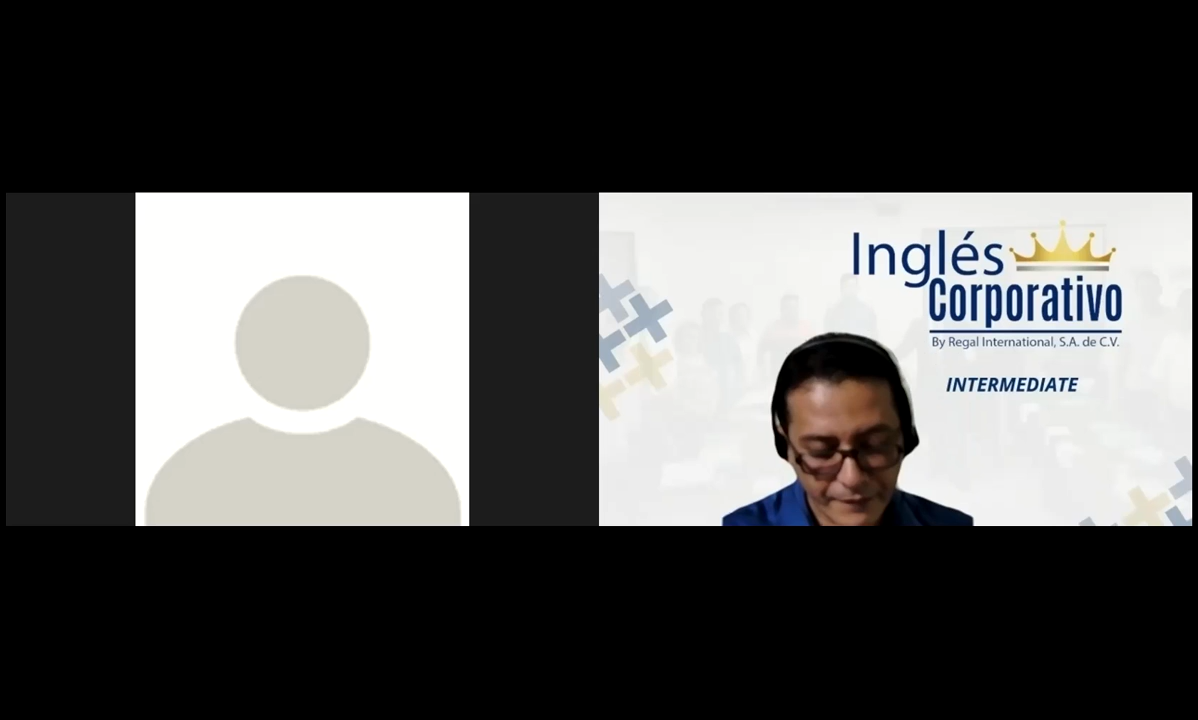 Inglés
Corporativo
By Regal International, S.A. de C.V.
INTERMEDIATE